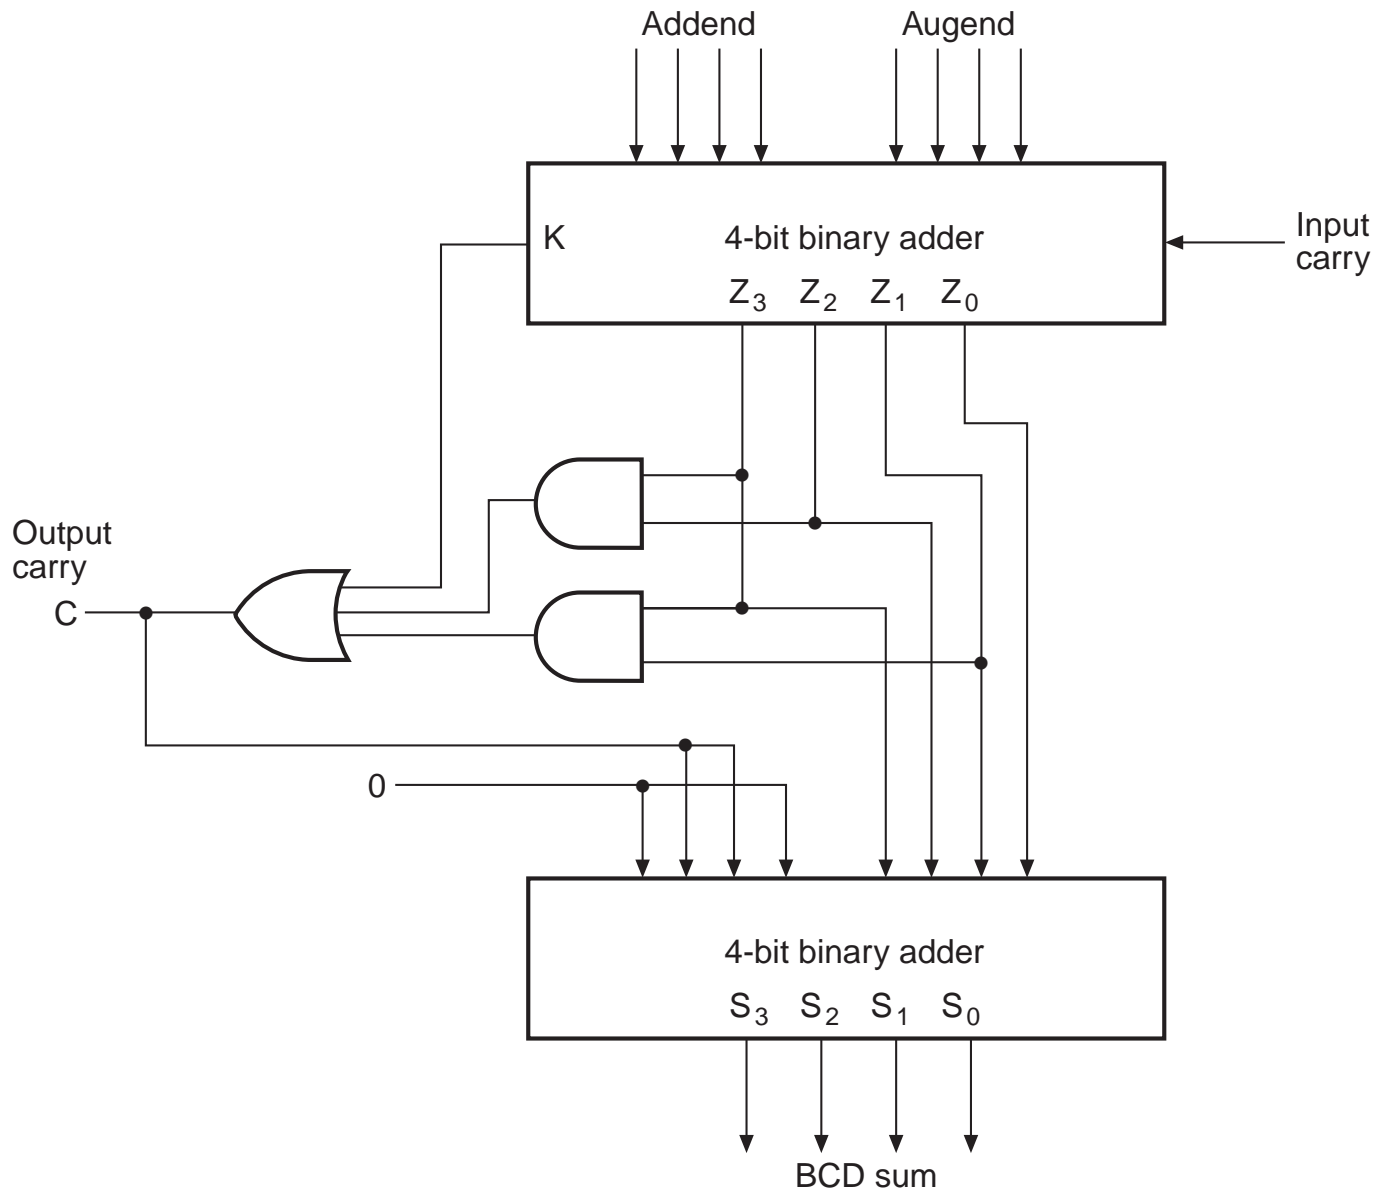 Addend
Augend
K
4-bit binary adder
Input
carry
Z3 Z2 Z1 Z0
Output
carry
C
0
4-bit binary adder
S3 S2 S1 S0
BCD sum